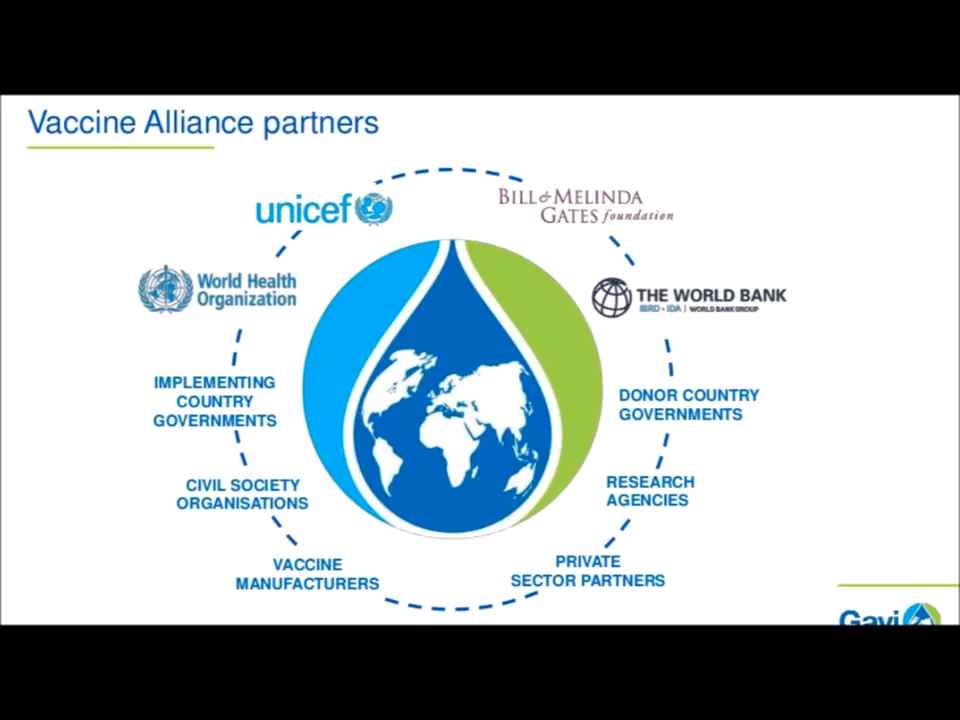 Vaccine Alliance partners
unicef
BILL & MELINDA
GATES foundation
World Health
Organization
THE WORLD BANK
IBRD • IDA | WORLD BANK GROUP
IMPLEMENTING
COUNTRY
GOVERNMENTS
DONOR COUNTRY
GOVERNMENTS
CIVIL SOCIETY
ORGANISATIONS
RESEARCH
AGENCIES
VACCINE
MANUFACTURERS
PRIVATE
SECTOR PARTNERS
Gavi